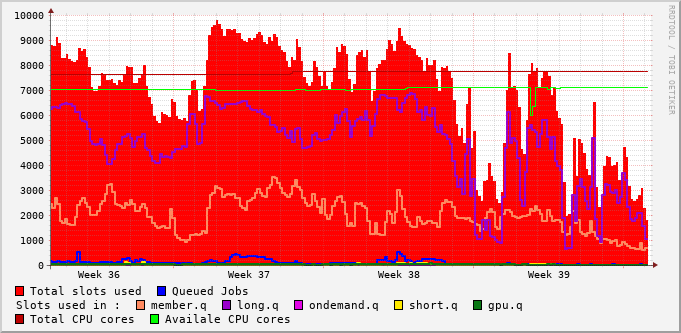 10000
9000
8000
7000
6000
5000
4000
3000
2000
1000
0
Week 36 Week 37 Week 38 Week 39
RRDTOOL / TOBI OETIKER
Total slots used Queued Jobs
Slots used in : member.q long.q ondemand.q short.q gpu.q
Total CPU cores Availale CPU cores